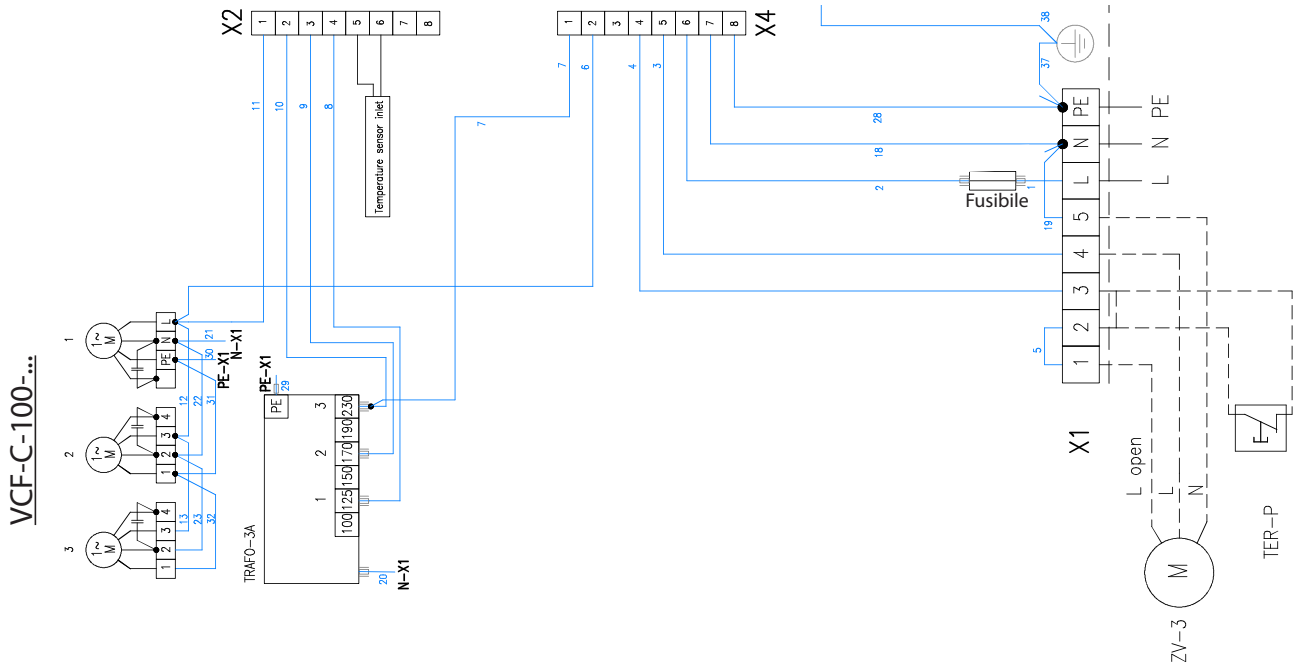 VCF-C-100-...
X2
1 2 3 4 5 6 7 8
11 10 9 8
Temperature sensor inlet
X4
1 2 3 4 5 6 7 8
7 6 4 3
7
28
18
2
1
Fusibile
38
37
PE
N
L
5
4
3
2
1
19
5
X1
PE
N
L
1
1~
M
L
N
PE
21
30
N-X1
PE-X1
12
22
31
2
1~
M
4
3
2
1
13
23
32
3
1~
M
4
3
2
1
TRAFO-3A
PE
PE-X1
29
3
2
1
230
190
170
150
125
100
20
N-X1
L open
L
N
M
ZV-3
TER-P